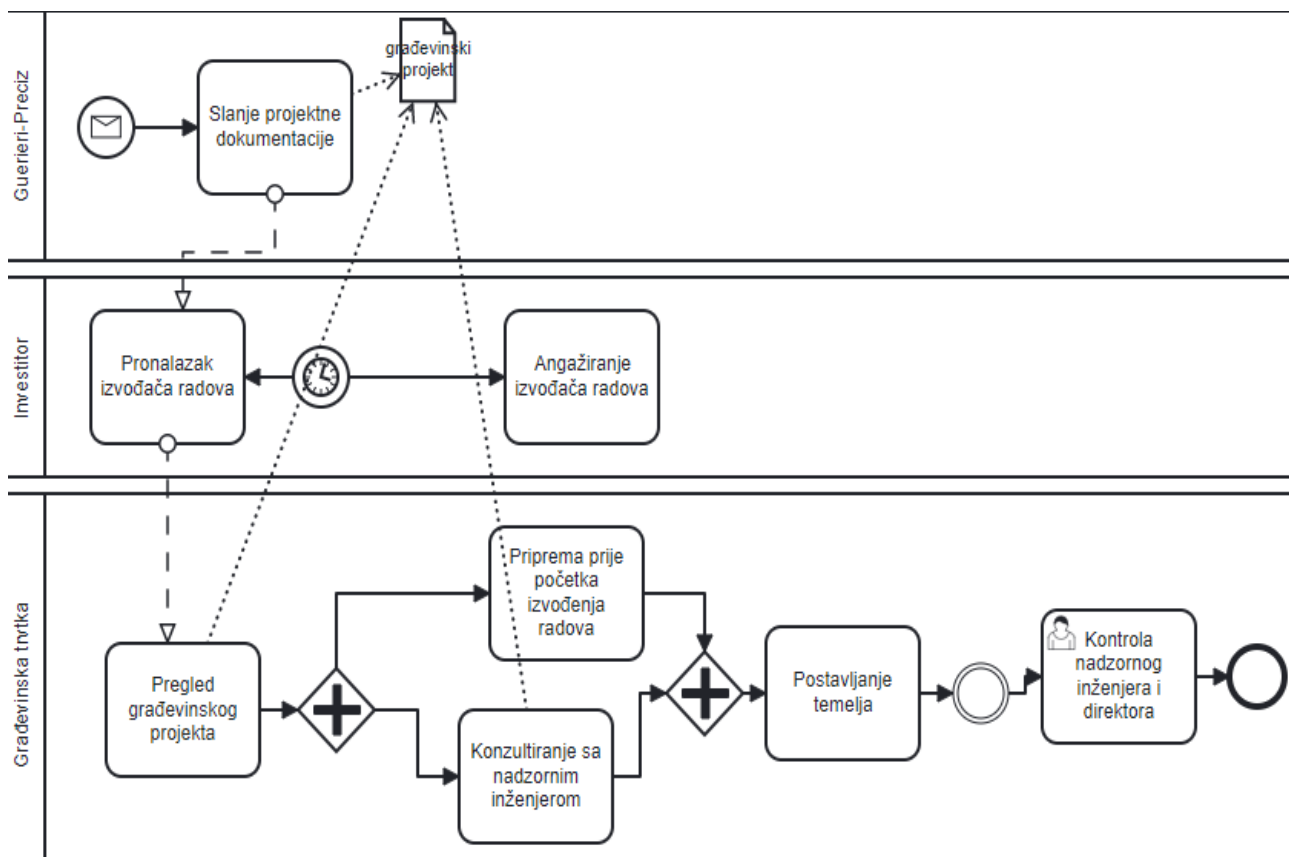 Guerieri-Preciz
Slanje projektne
dokumentacije
građevinski
projekt
Investitor
Pronalazak
izvođača radova
Angažiranje
izvođača radova
Građevinska tvrtka
Pregled
građevinskog
projekta
Priprema prije
početka
izvođenja
radova
Konzultiranje sa
nadzornim
inženjerom
Postavljanje
temelja
Kontrola
nadzornog
inženjera i
direktora